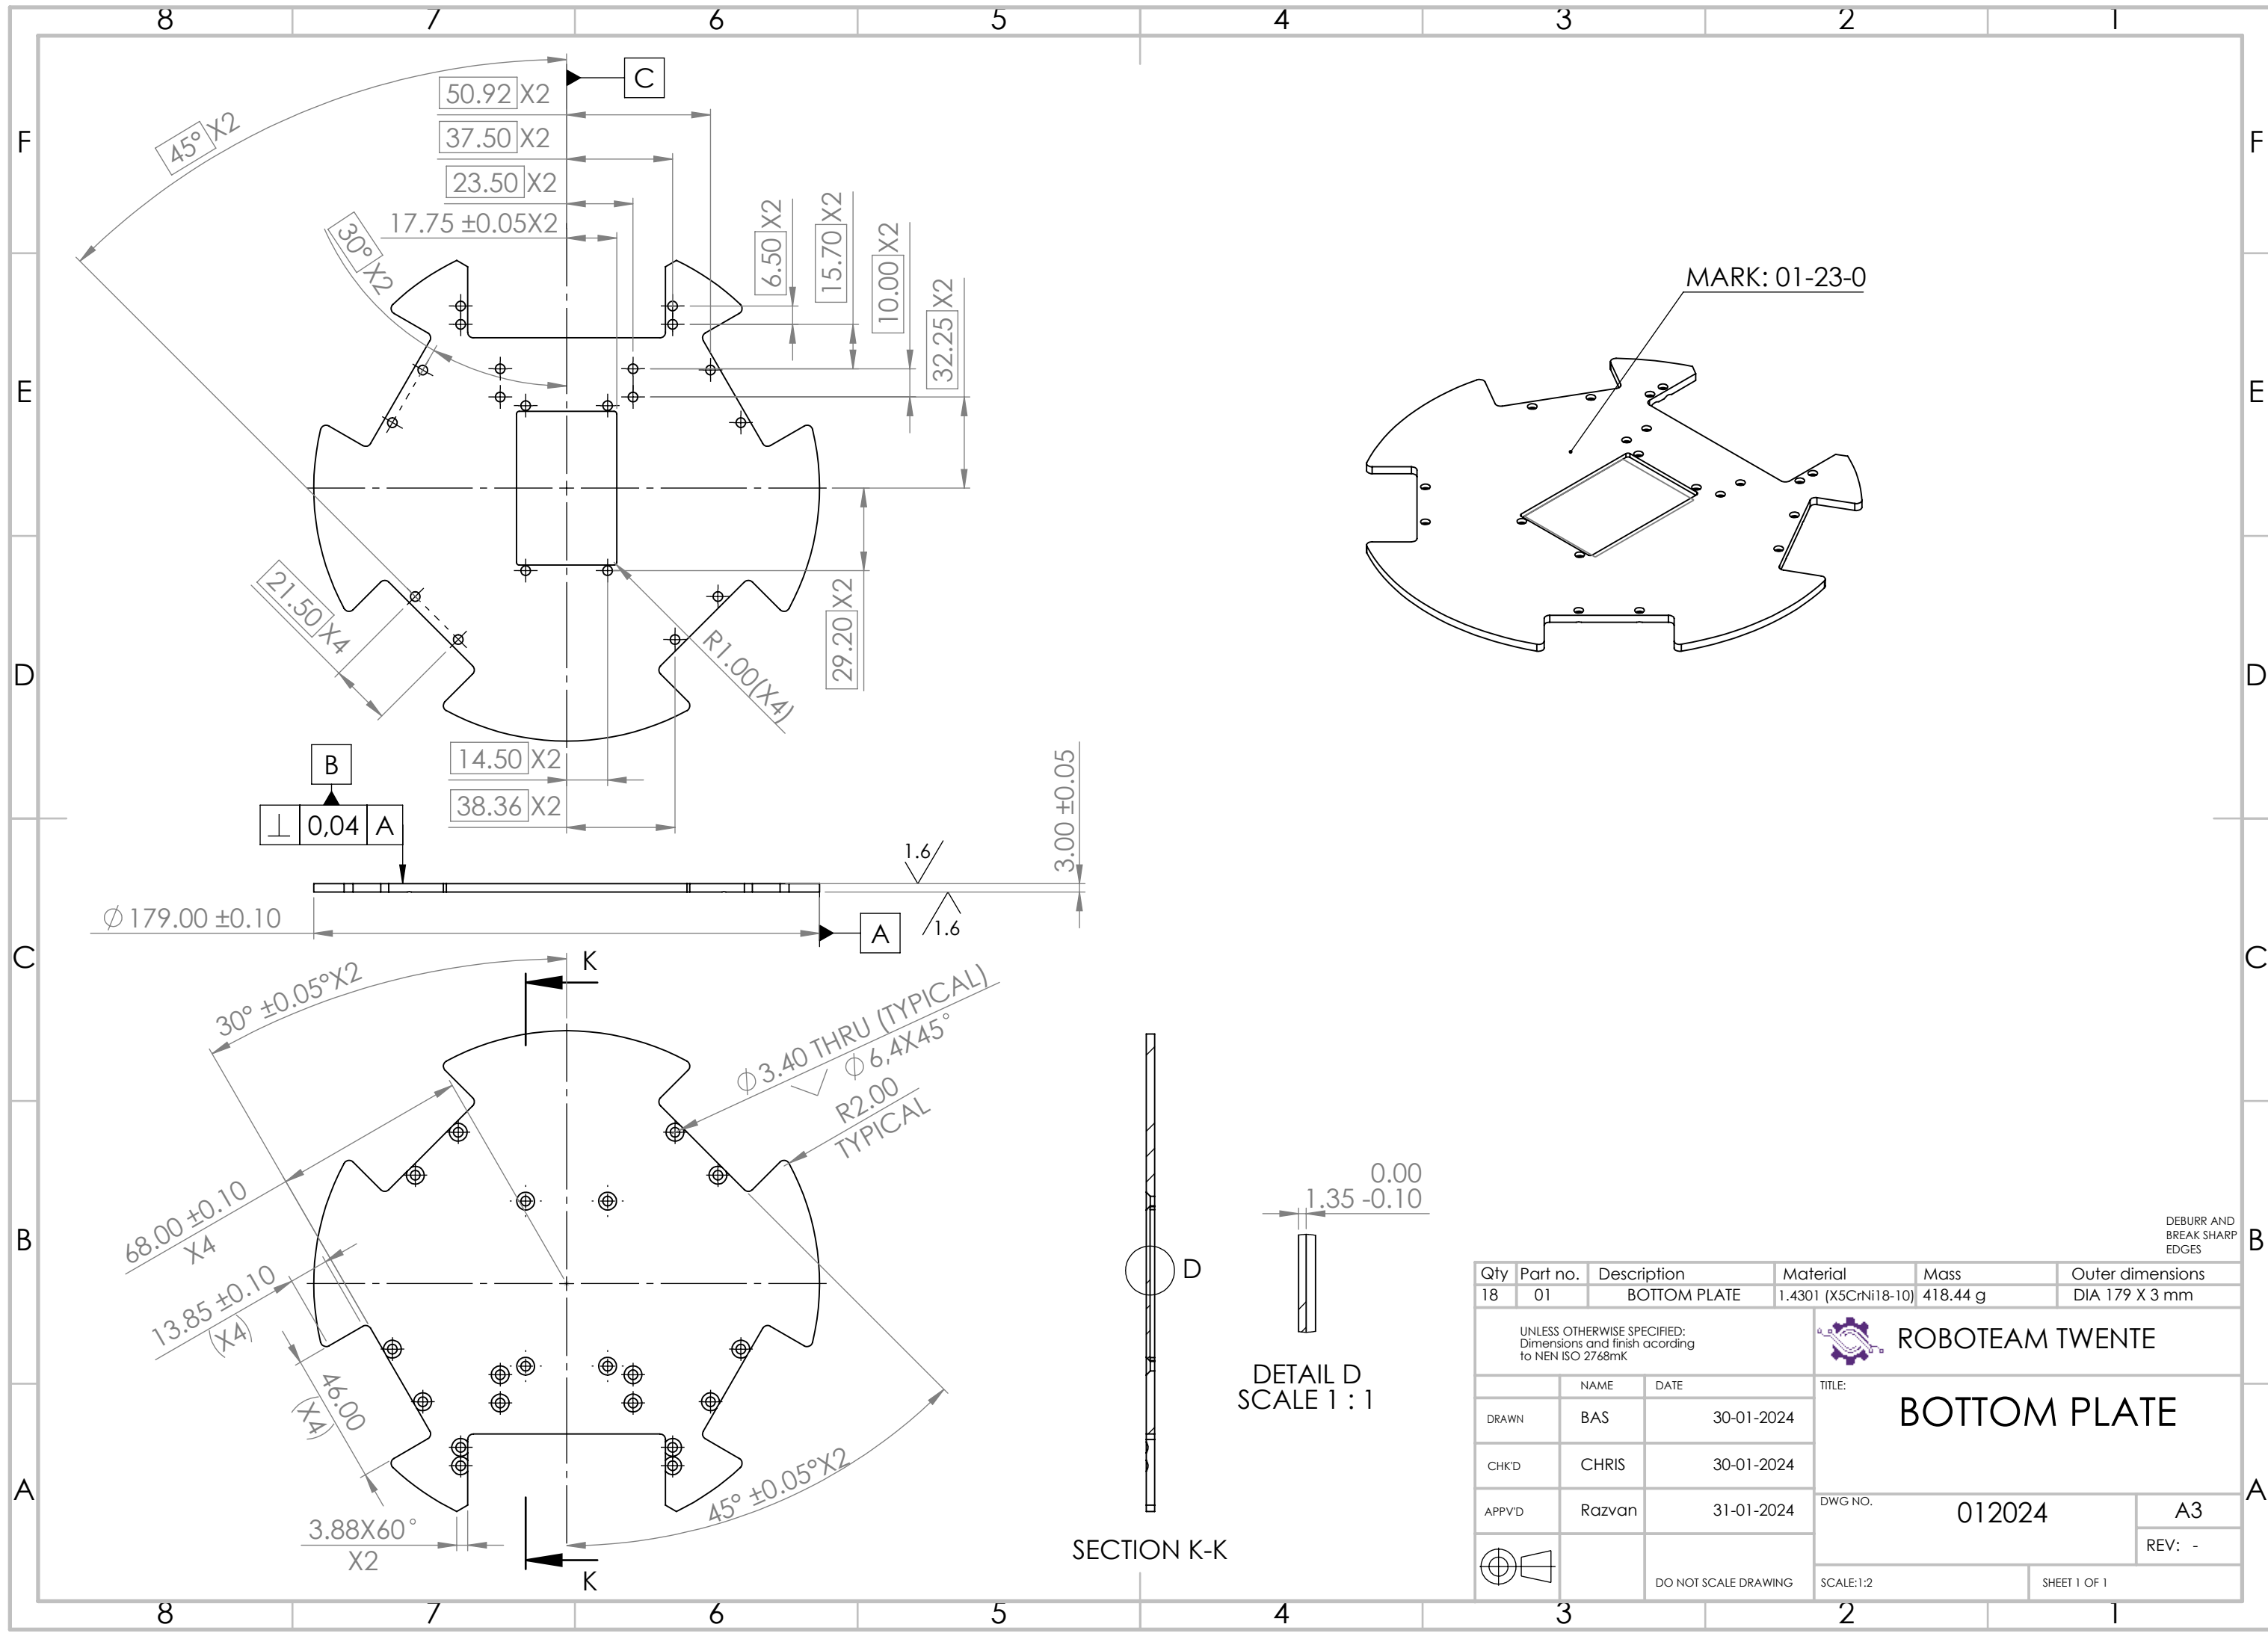 8 7 6 5 4 3 2 1
F
E
D
C
B
A
F
E
D
C
B
A
C
50.92 X2
37.50 X2
23.50 X2
17.75 ±0.05X2
45° X2
30° X2
6.50 X2
15.70 X2
10.00 X2
32.25 X2
29.20 X2
21.50 X4
R1.00(X4)
14.50 X2
38.36 X2
MARK: 01-23-0
B
⊥ 0,04 A
1.6
1.6
3.00 ±0.05
∅179.00 ±0.10
A
K
30° ±0.05°X2
∅3.40 THRU (TYPICAL)
∅ 6,4X45°
R2.00
TYPICAL
68.00 ±0.10
X4
13.85 ±0.10
(X4)
46.00
(X4)
3.88X60°
X2
45° ±0.05°X2
K
D
SECTION K-K
0.00
1.35 -0.10
DETAIL D
SCALE 1 : 1
DEBURR AND
BREAK SHARP
EDGES
Qty Part no. Description Material Mass Outer dimensions
18 01 BOTTOM PLATE 1.4301 (X5CrNi18-10) 418.44 g DIA 179 X 3 mm
UNLESS OTHERWISE SPECIFIED:
Dimensions and finish acording
to NEN ISO 2768mK
ROBOTEAM TWENTE
NAME DATE
DRAWN BAS 30-01-2024
CHK'D CHRIS 30-01-2024
APPV'D Razvan 31-01-2024
TITLE:
BOTTOM PLATE
DWG NO.
012024
A3
REV: -
DO NOT SCALE DRAWING
SCALE:1:2
SHEET 1 OF 1
8 7 6 5 4 3 2 1